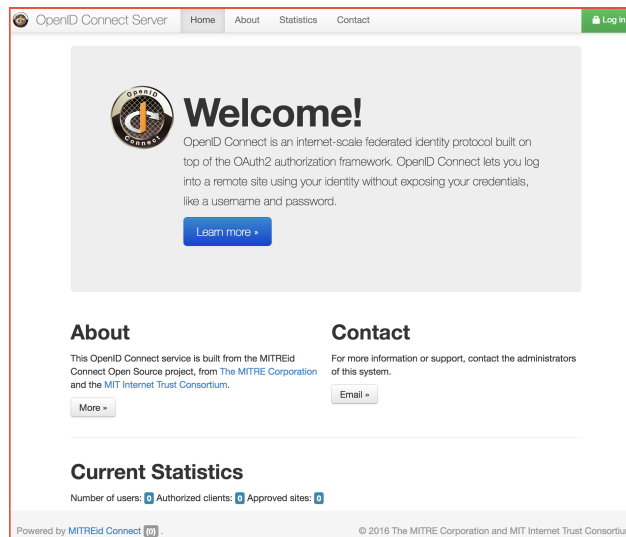 OpenID Connect Server Home About Statistics Contact Log in
OpenID
Connect
Welcome!
OpenID Connect is an internet-scale federated identity protocol built on
top of the OAuth2 authorization framework. OpenID Connect lets you log
into a remote site using your identity without exposing your credentials,
like a username and password.
Learn more »
About
This OpenID Connect service is built from the MITREid
Connect Open Source project, from The MITRE Corporation
and the MIT Internet Trust Consortium.
More »
Contact
For more information or support, contact the administrators
of this system.
Email »
Current Statistics
Number of users: 0 Authorized clients: 0 Approved sites: 0
Powered by MITREid Connect {0} .
© 2016 The MITRE Corporation and MIT Internet Trust